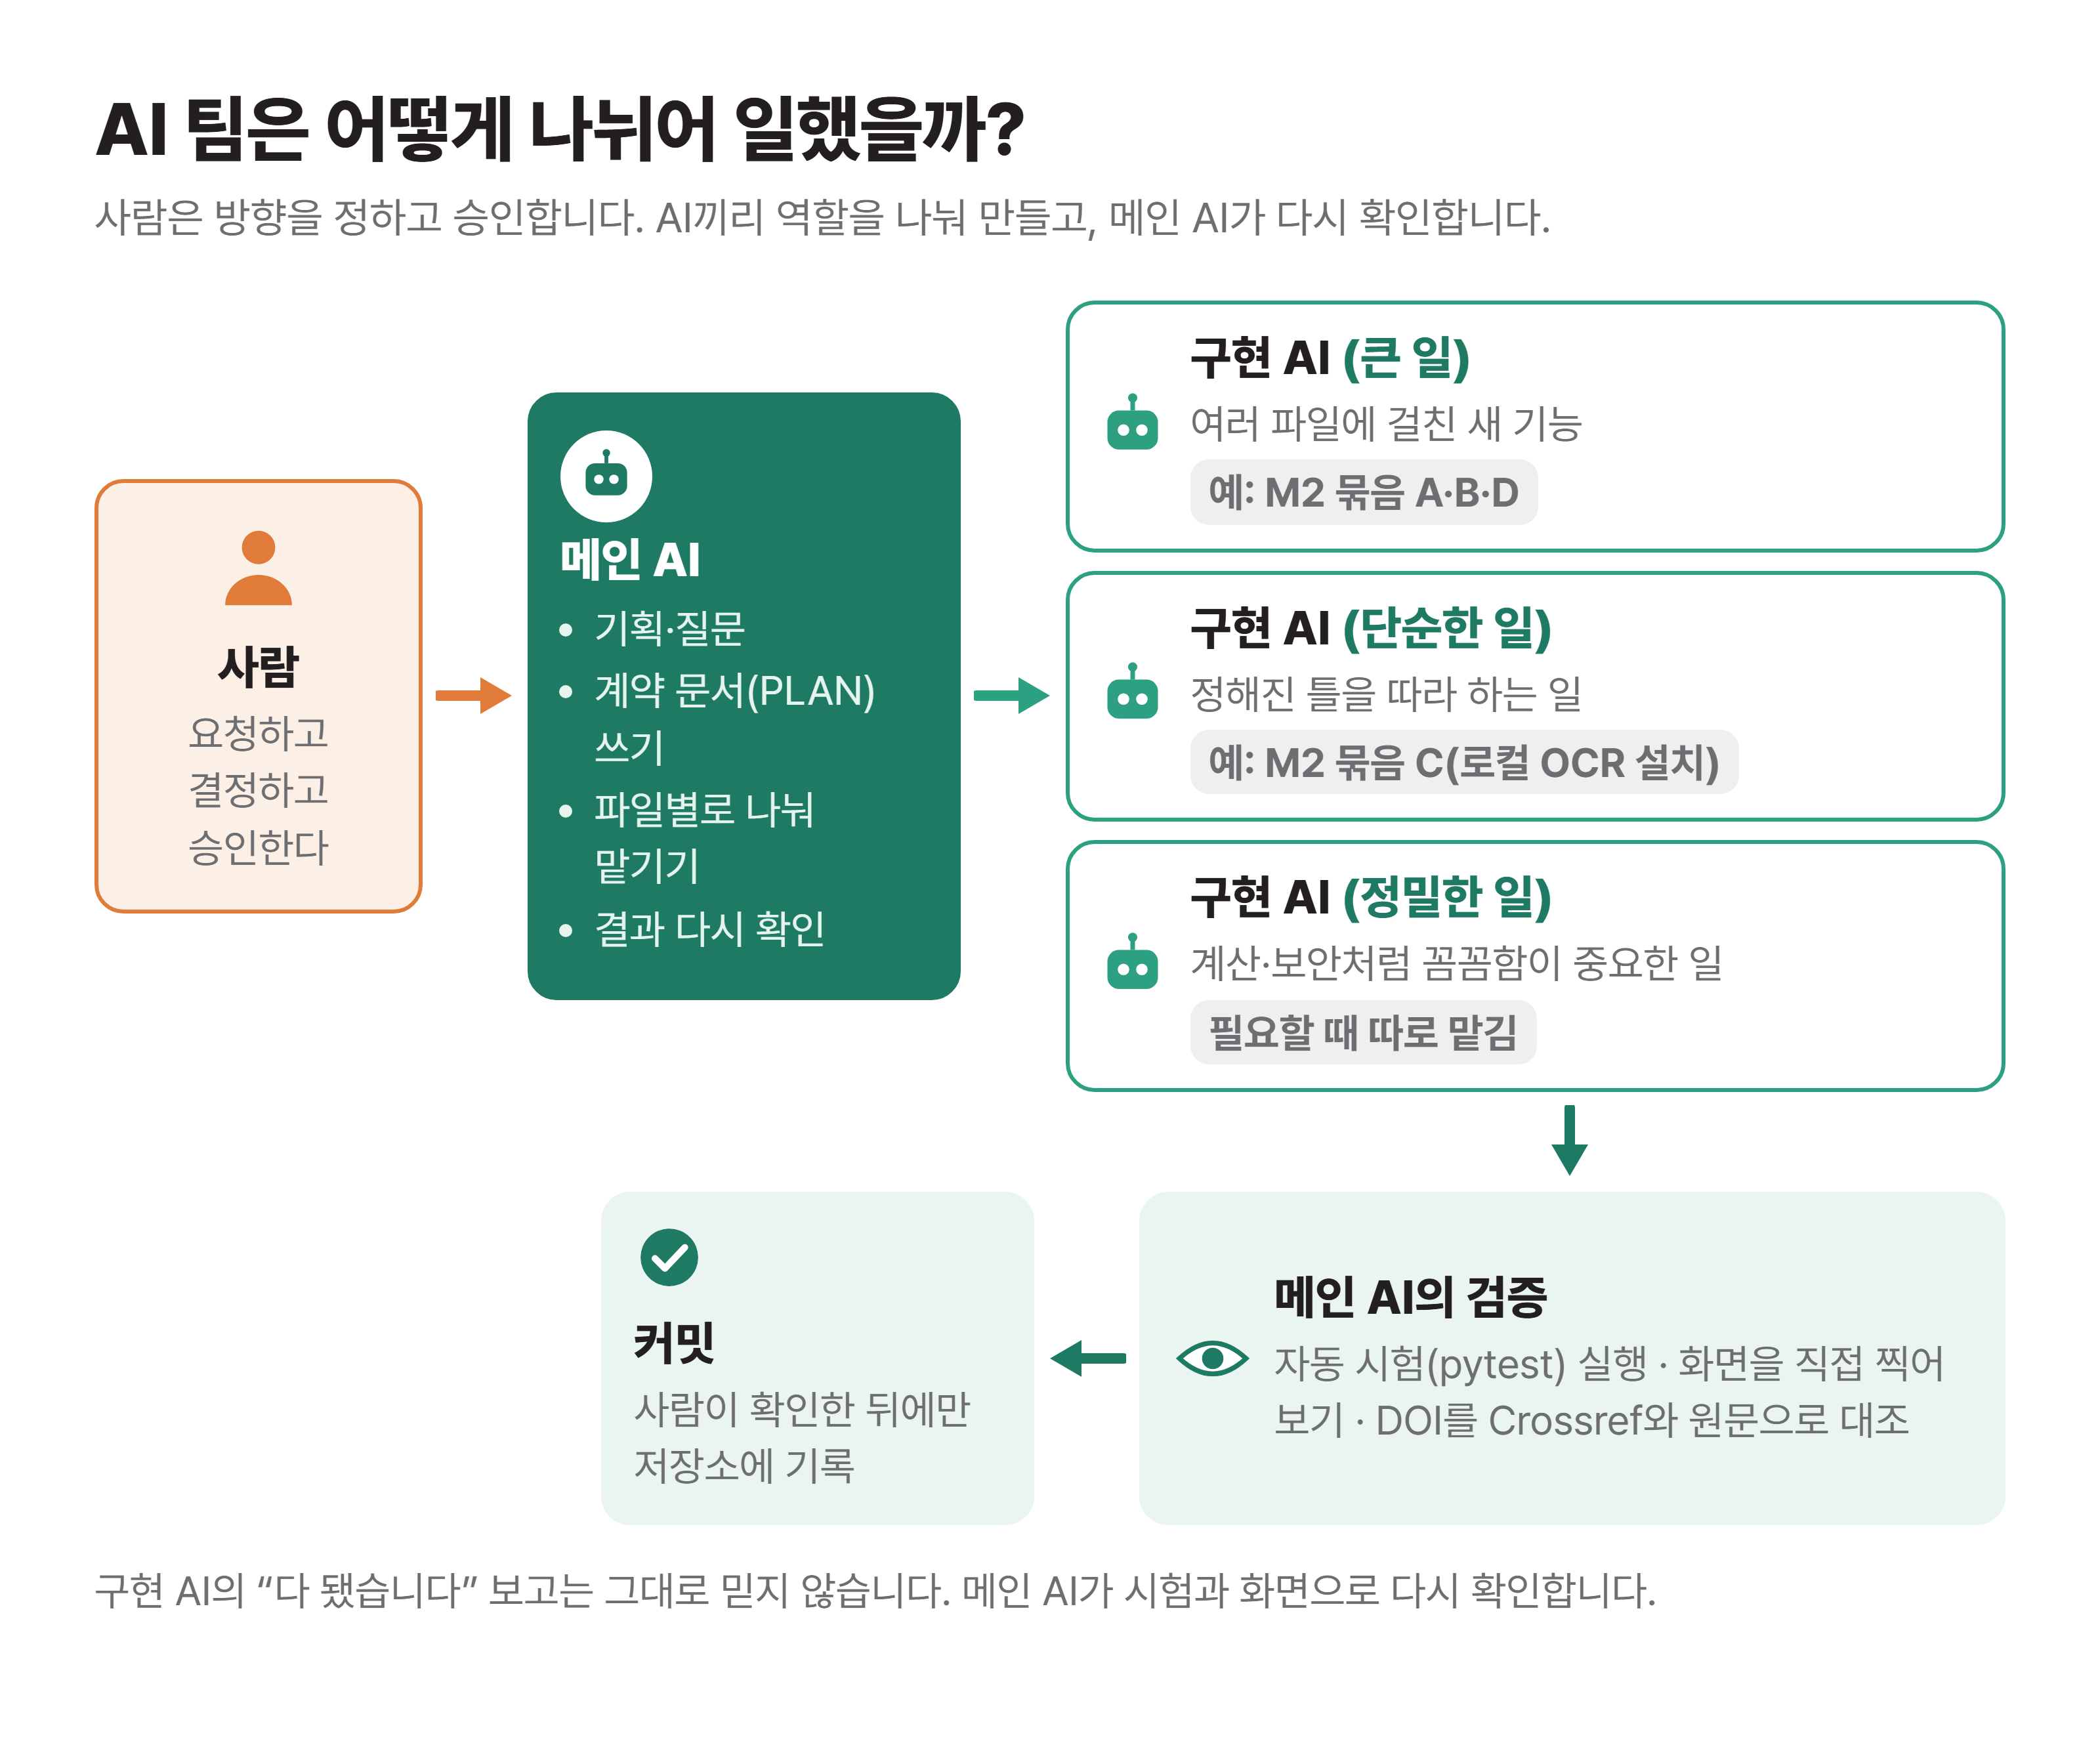 AI 팀은 어떻게 나뉘어 일했을까?
사람은 방향을 정하고 승인합니다. AI끼리 역할을 나눠 만들고, 메인 AI가 다시 확인합니다.
사람
요청하고
결정하고
승인한다
메인 AI
• 기획·질문
• 계약 문서(PLAN)
쓰기
• 파일별로 나눠
맡기기
• 결과 다시 확인
구현 AI (큰 일)
여러 파일에 걸친 새 기능
예: M2 묶음 A·B·D
구현 AI (단순한 일)
정해진 틀을 따라 하는 일
예: M2 묶음 C(로컬 OCR 설치)
구현 AI (정밀한 일)
계산·보안처럼 꼼꼼함이 중요한 일
필요할 때 따로 맡김
메인 AI의 검증
자동 시험(pytest) 실행 · 화면을 직접 찍어
보기 · DOI를 Crossref와 원문으로 대조
커밋
사람이 확인한 뒤에만
저장소에 기록
구현 AI의 “다 됐습니다” 보고는 그대로 믿지 않습니다. 메인 AI가 시험과 화면으로 다시 확인합니다.